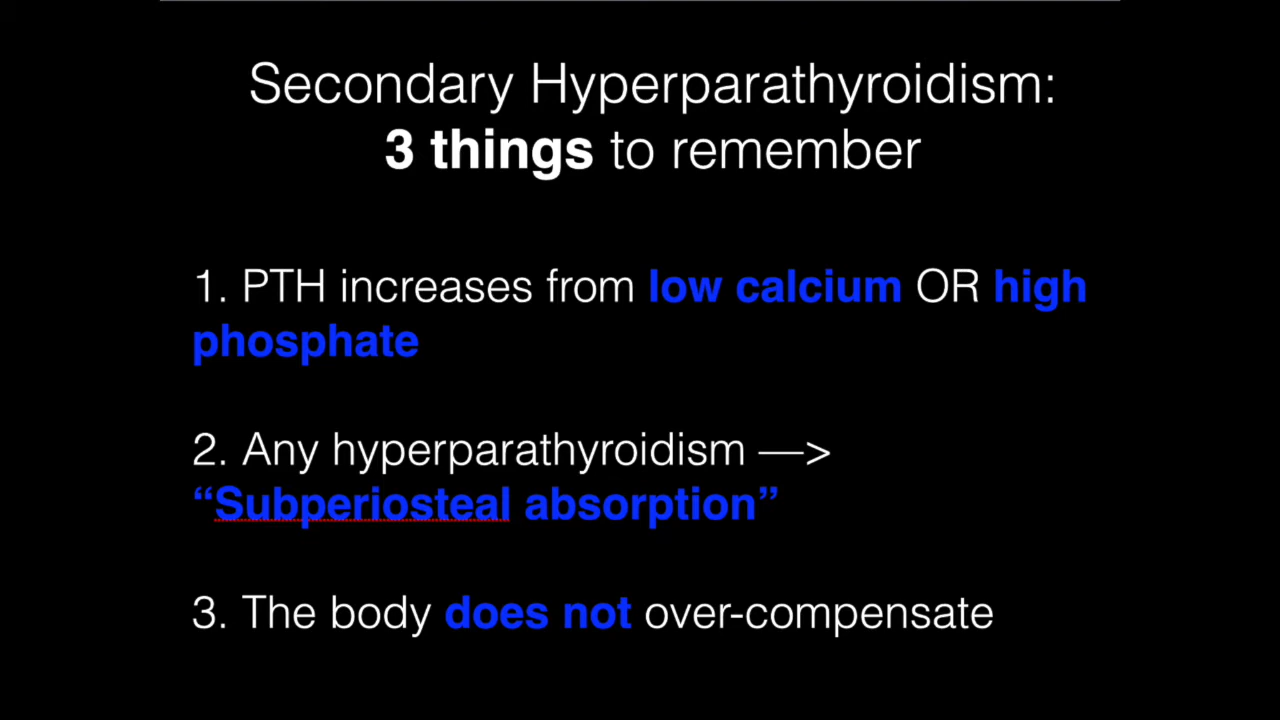 Secondary Hyperparathyroidism:
3 things to remember
1. PTH increases from low calcium OR high
phosphate
2. Any hyperparathyroidism —>
“Subperiosteal absorption”
3. The body does not over-compensate